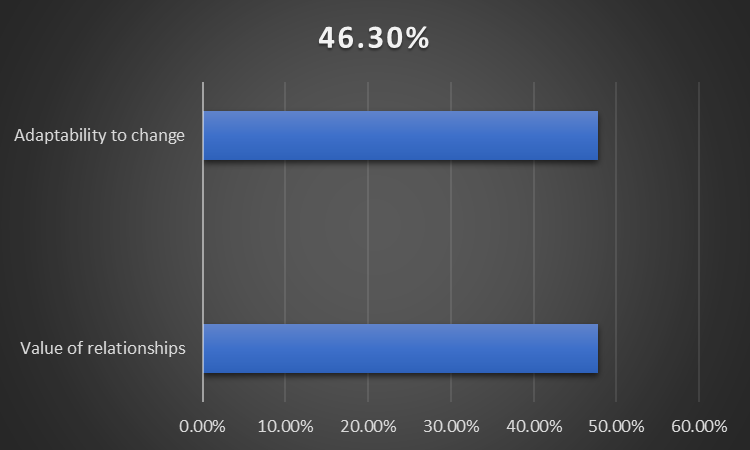 46.30%
Adaptability to change
Value of relationships
0.00% 10.00% 20.00% 30.00% 40.00% 50.00% 60.00%